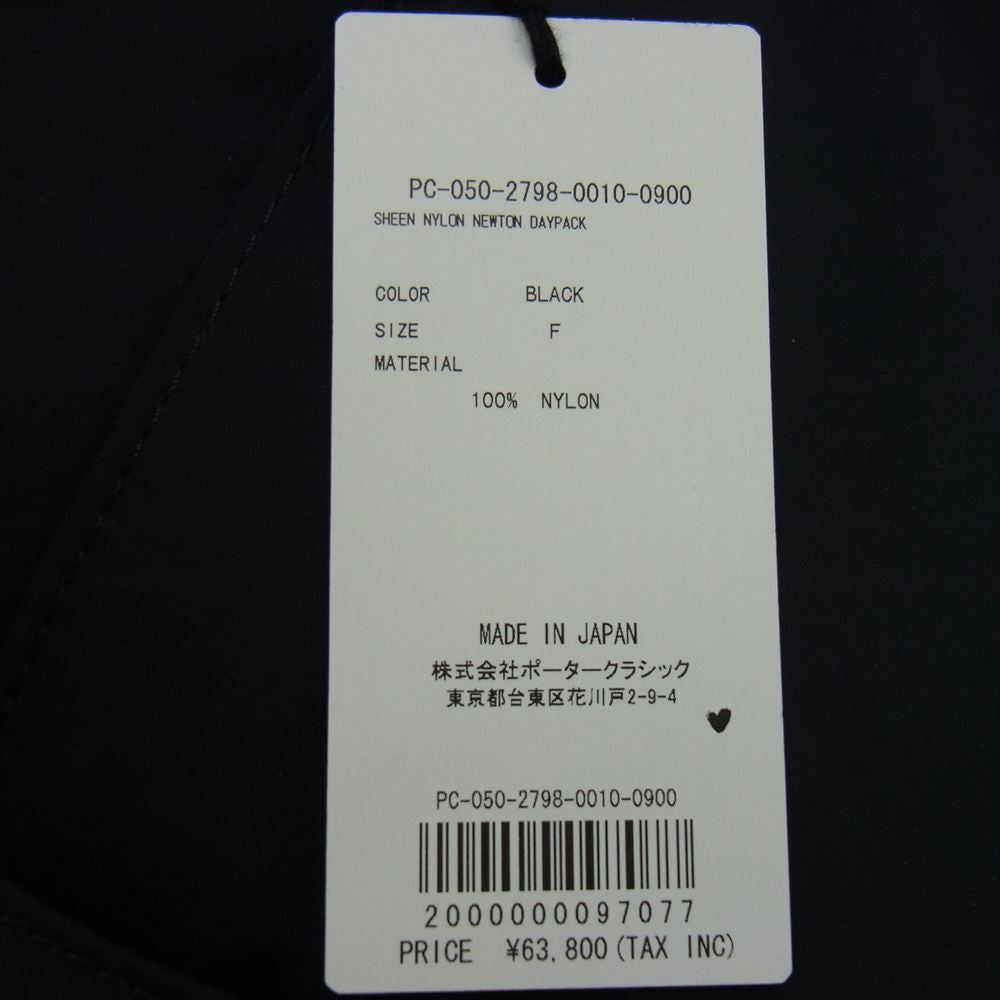 PC-050-2798-0010-0900
SHEEN NYLON NEWTON DAYPACK
COLOR BLACK
SIZE F
MATERIAL
100% NYLON
MADE IN JAPAN
株式会社ポータークラシック
東京都台東区花川戸2-9-4
PC-050-2798-0010-0900
2000000097077
PRICE ¥63,800(TAX INC)